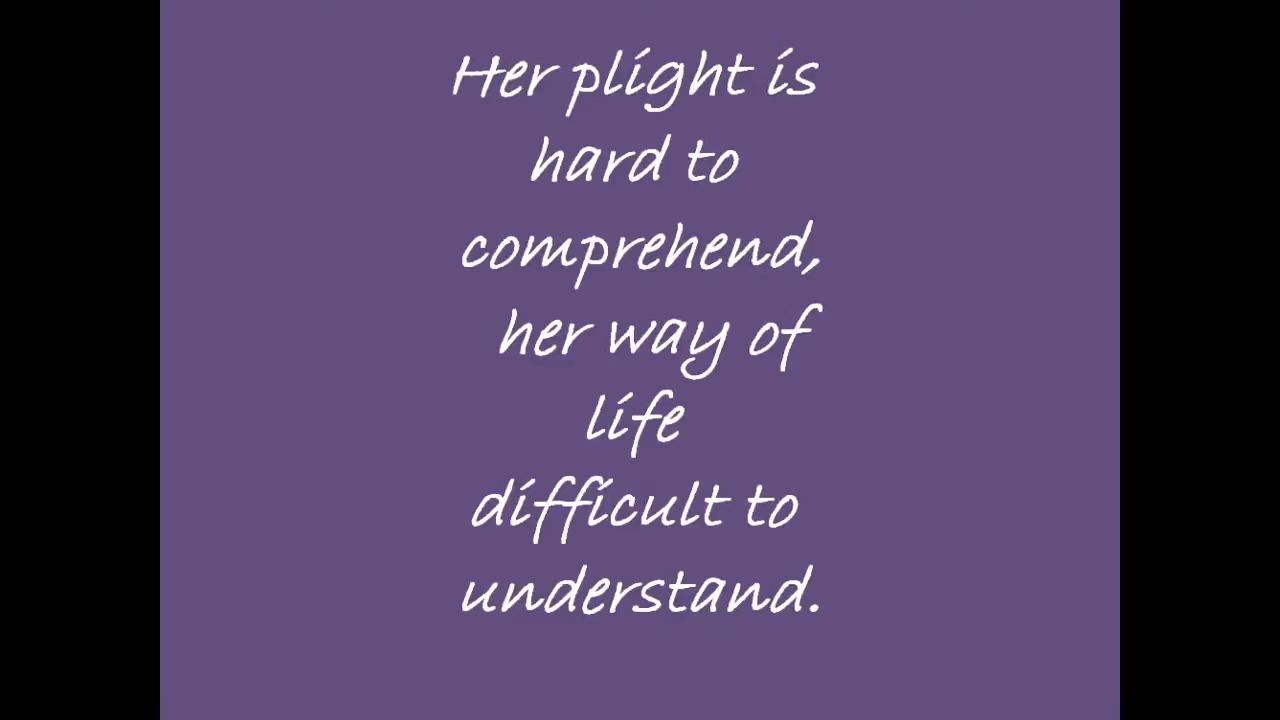 Her plight is
hard to
comprehend,
her way of
life
difficult to
understand.